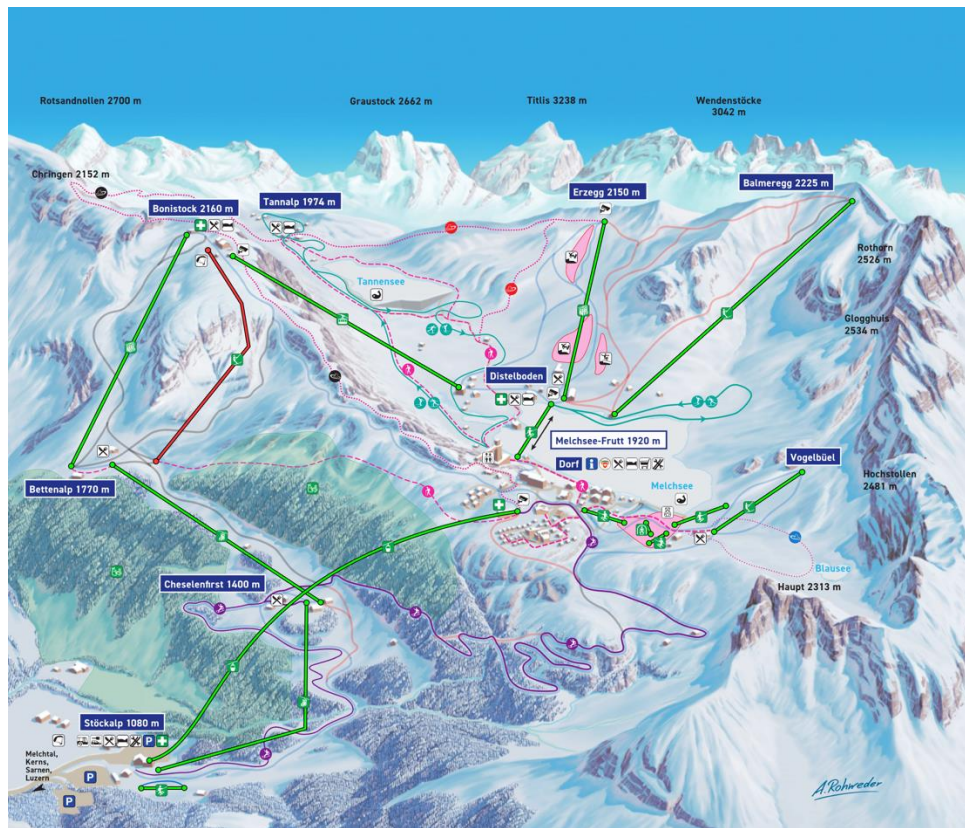 Rotsandnollen 2700 m
Graustock 2662 m
Titlis 3238 m
Wendenstöcke
3042 m
Chringen 2152 m
Bonistock 2160 m
Tannalp 1974 m
Erzegg 2150 m
Balmeregg 2225 m
Rothorn
2526 m
Tannensee
Glogghuis
2534 m
Distelboden
Melchsee-Frutt 1920 m
Dorf
Vogelbüel
Melchsee
Hochstollen
2481 m
Bettenalp 1770 m
Blausee
Cheselenfirst 1400 m
Haupt 2313 m
Stöckalp 1080 m
P
Melchtal,
Kerns,
Sarnen,
Luzern
P
P
A. Rohweder